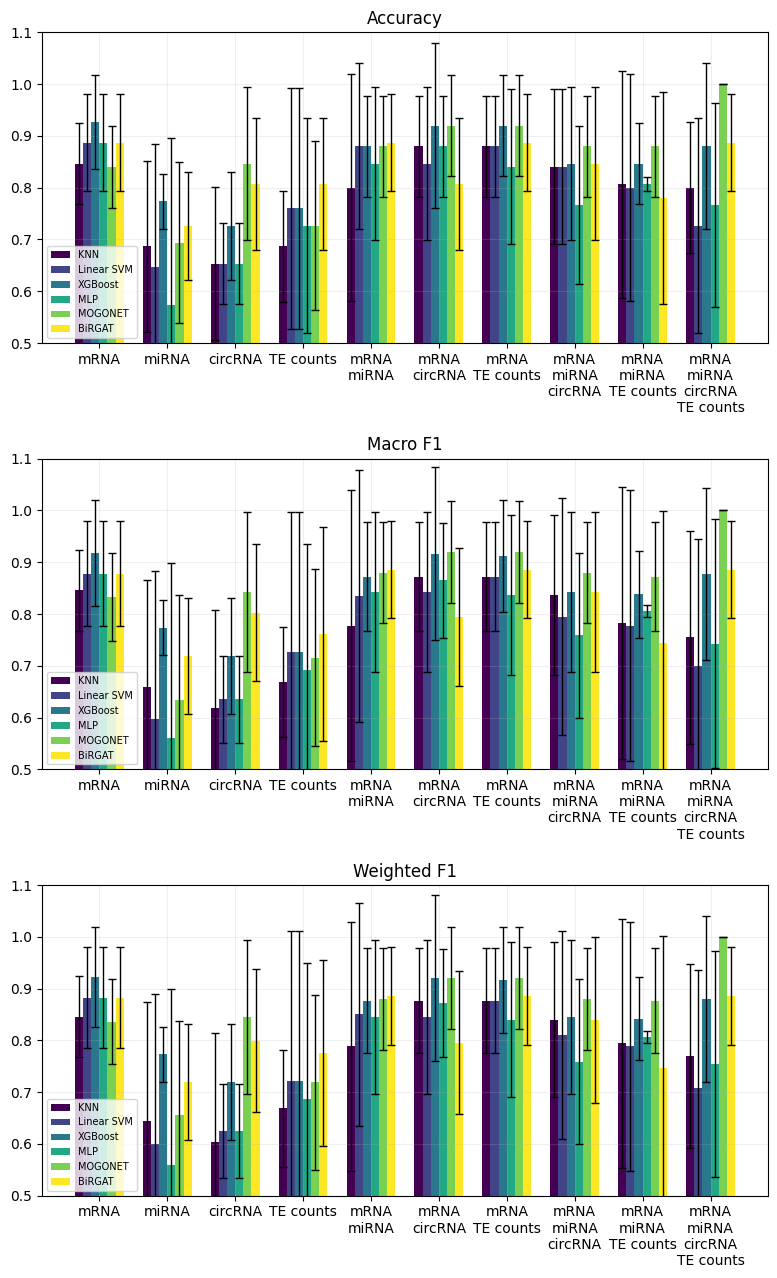 Accuracy
1.1
1.0
0.9
0.8
0.7
0.6
0.5
KNN
Linear SVM
XGBoost
MLP
MOGONET
BiRGAT
mRNA
miRNA
circRNA
TE counts
mRNA
miRNA
mRNA
circRNA
mRNA
TE counts
mRNA
miRNA
circRNA
mRNA
miRNA
TE counts
mRNA
miRNA
circRNA
TE counts
Macro F1
1.1
1.0
0.9
0.8
0.7
0.6
0.5
KNN
Linear SVM
XGBoost
MLP
MOGONET
BiRGAT
mRNA
miRNA
circRNA
TE counts
mRNA
miRNA
mRNA
circRNA
mRNA
TE counts
mRNA
miRNA
circRNA
mRNA
miRNA
TE counts
mRNA
miRNA
circRNA
TE counts
Weighted F1
1.1
1.0
0.9
0.8
0.7
0.6
0.5
KNN
Linear SVM
XGBoost
MLP
MOGONET
BiRGAT
mRNA
miRNA
circRNA
TE counts
mRNA
miRNA
mRNA
circRNA
mRNA
TE counts
mRNA
miRNA
circRNA
mRNA
miRNA
TE counts
mRNA
miRNA
circRNA
TE counts